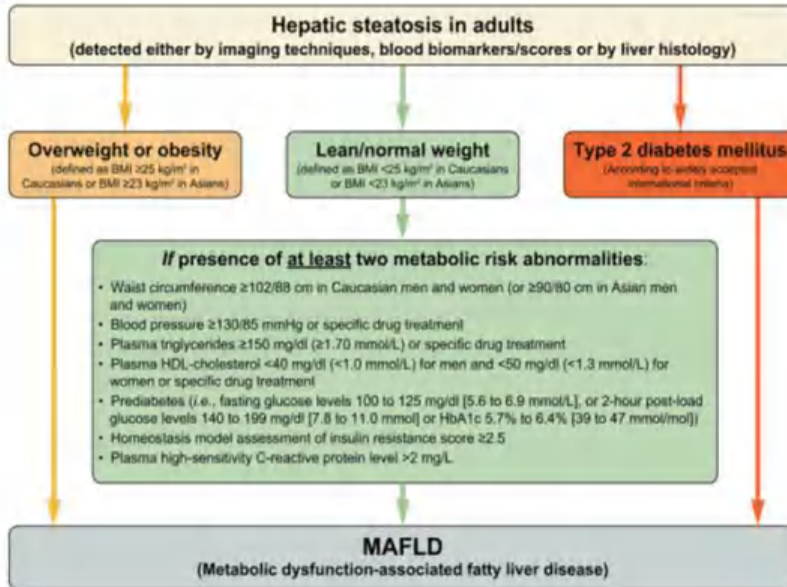 Hepatic steatosis in adults
(detected either by imaging techniques, blood biomarkers/scores or by liver histology)
Overweight or obesity
(defined as BMI ≥25 kg/m² in
Caucasians or BMI ≥23 kg/m² in Asians)
Lean/normal weight
(defined as BMI <25 kg/m² in Caucasians
or BMI <23 kg/m² in Asians)
Type 2 diabetes mellitus
(According to widely accepted
international criteria)
If presence of at least two metabolic risk abnormalities:
• Waist circumference ≥102/88 cm in Caucasian men and women (or ≥90/80 cm in Asian men
and women)
• Blood pressure ≥130/85 mmHg or specific drug treatment
• Plasma triglycerides ≥150 mg/dl (≥1.70 mmol/L) or specific drug treatment
• Plasma HDL-cholesterol <40 mg/dl (<1.0 mmol/L) for men and <50 mg/dl (<1.3 mmol/L) for
women or specific drug treatment
• Prediabetes (i.e., fasting glucose levels 100 to 125 mg/dl [5.6 to 6.9 mmol/L], or 2-hour post-load
glucose levels 140 to 199 mg/dl [7.8 to 11.0 mmol] or HbA1c 5.7% to 6.4% [39 to 47 mmol/mol])
• Homeostasis model assessment of insulin resistance score ≥2.5
• Plasma high-sensitivity C-reactive protein level >2 mg/L
MAFLD
(Metabolic dysfunction-associated fatty liver disease)